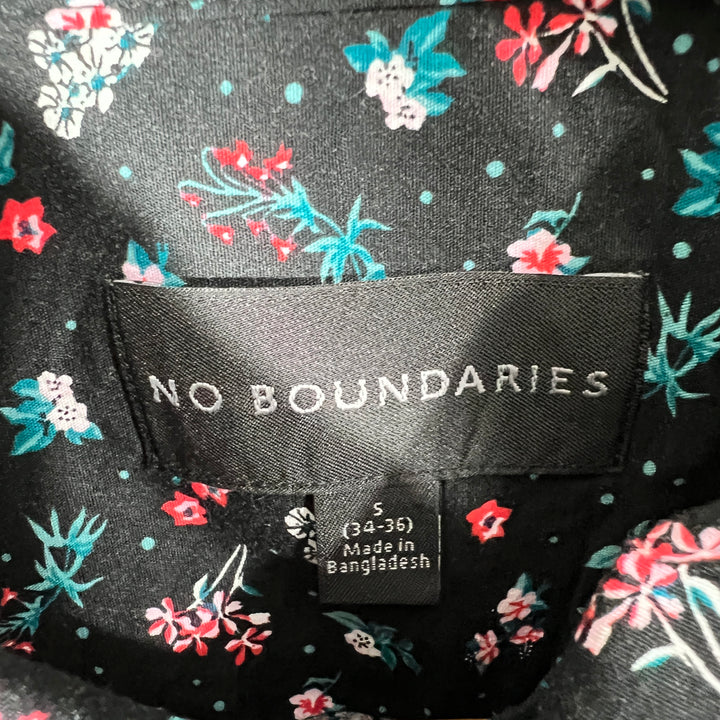 NO BOUNDARIES
S
(34-36)
Made in
Bangladesh